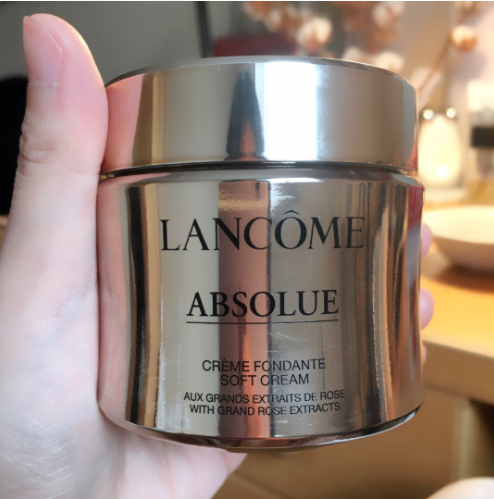 LANCÔME
ABSOLUE
CRÈME FONDANTE
SOFT CREAM
AUX GRANDS EXTRAITS DE ROSE
WITH GRAND ROSE EXTRACTS